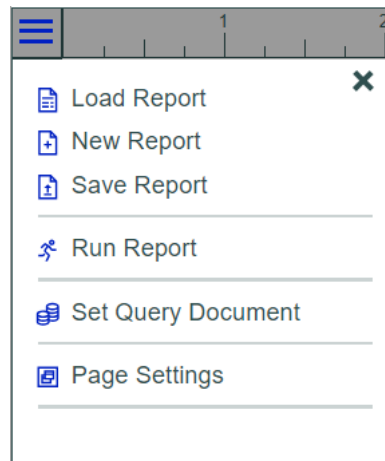 1
2
Load Report
New Report
Save Report
Run Report
Set Query Document
Page Settings